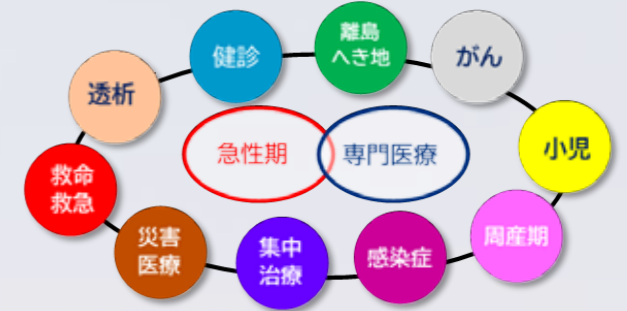 健診
離島
へき地
がん
透析
急性期
専門医療
小児
救命
救急
災害
医療
集中
治療
感染症
周産期